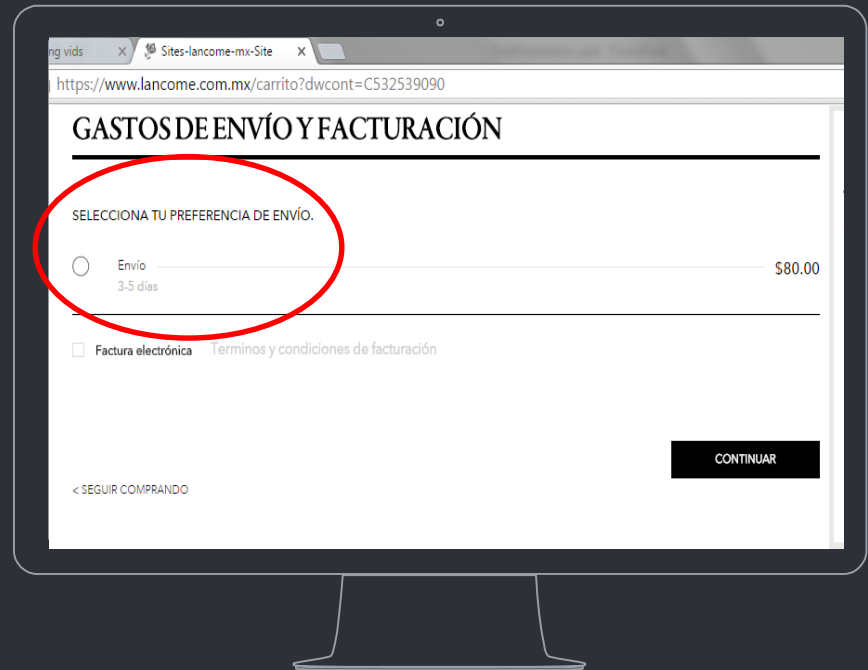 ng vids
Sites-lancome-mx-Site
https://www.lancome.com.mx/carrito?dwcont=C532539090
GASTOS DE ENVÍO Y FACTURACIÓN
SELECCIONA TU PREFERENCIA DE ENVÍO.
Envío $80.00
3-5 días
Factura electrónica Terminos y condiciones de facturación
CONTINUAR
< SEGUIR COMPRANDO